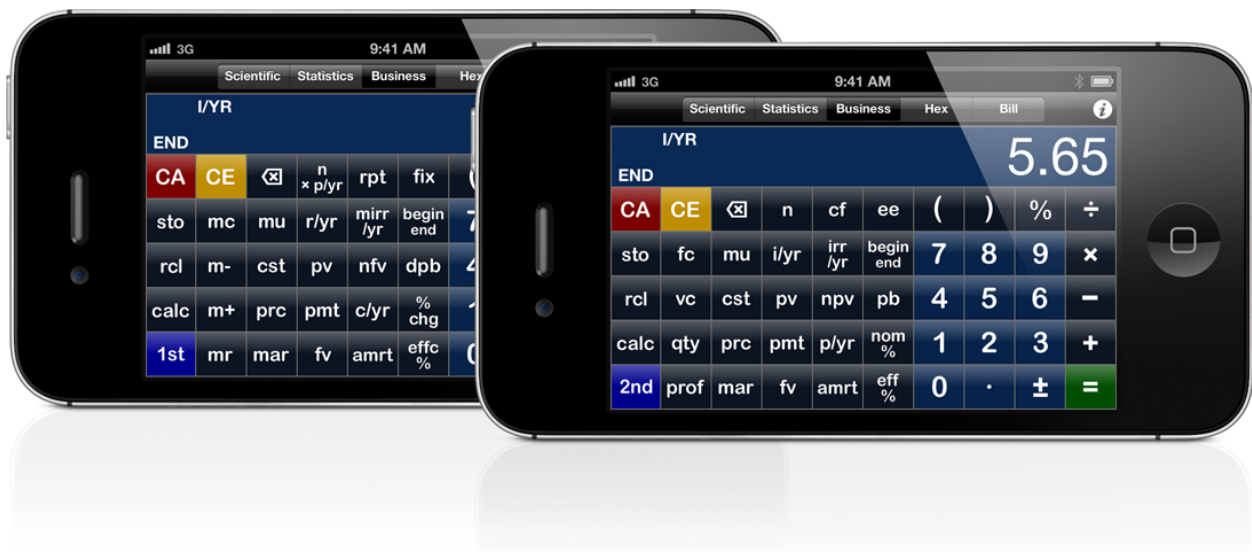 3G 9:41 AM
Scientific Statistics Business
I/YR
END
CA CE n × p/yr rpt fix
sto mc mu r/yr mirr /yr begin end
rcl m- cst pv nfv dpb
calc m+ prc pmt c/yr % chg
1st mr mar fv amrt effc %
3G 9:41 AM
Scientific Statistics Business Hex Bill i
I/YR
5.65
END
CA CE n cf ee ( ) % ÷
sto fc mu i/yr irr /yr begin end 7 8 9 ×
rcl vc cst pv npv pb 4 5 6 −
calc qty prc pmt p/yr nom % 1 2 3 +
2nd prof mar fv amrt eff % 0 · ± =